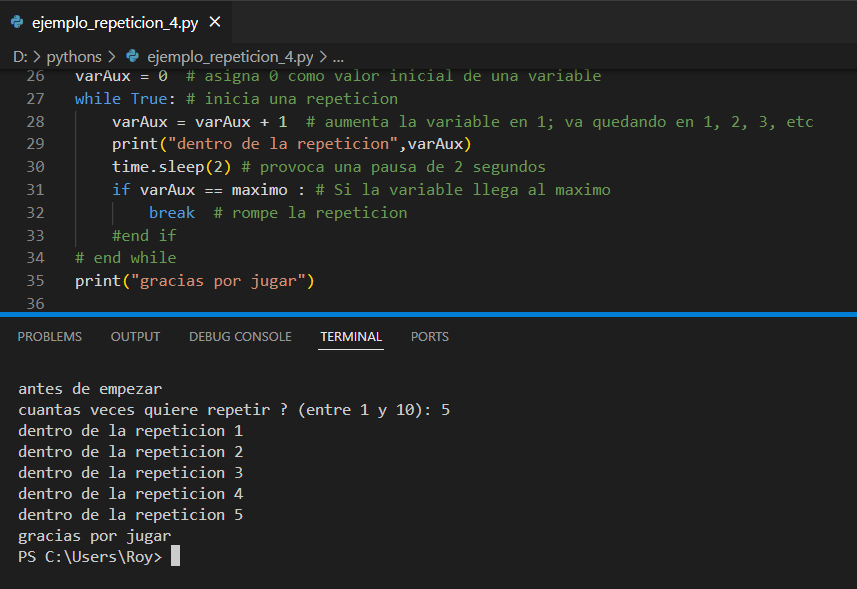 ejemplo_repeticion_4.py ×
D: > pythons > ejemplo_repeticion_4.py > ...
26 varAux = 0  # asigna 0 como valor inicial de una variable
27 while True: # inicia una repeticion
28     varAux = varAux + 1  # aumenta la variable en 1; va quedando en 1, 2, 3, etc
29     print("dentro de la repeticion",varAux)
30     time.sleep(2) # provoca una pausa de 2 segundos
31     if varAux == maximo : # Si la variable llega al maximo
32         break  # rompe la repeticion
33     #end if
34 # end while
35 print("gracias por jugar")
36
PROBLEMS OUTPUT DEBUG CONSOLE TERMINAL PORTS
antes de empezar
cuantas veces quiere repetir ? (entre 1 y 10): 5
dentro de la repeticion 1
dentro de la repeticion 2
dentro de la repeticion 3
dentro de la repeticion 4
dentro de la repeticion 5
gracias por jugar
PS C:\Users\Roy>